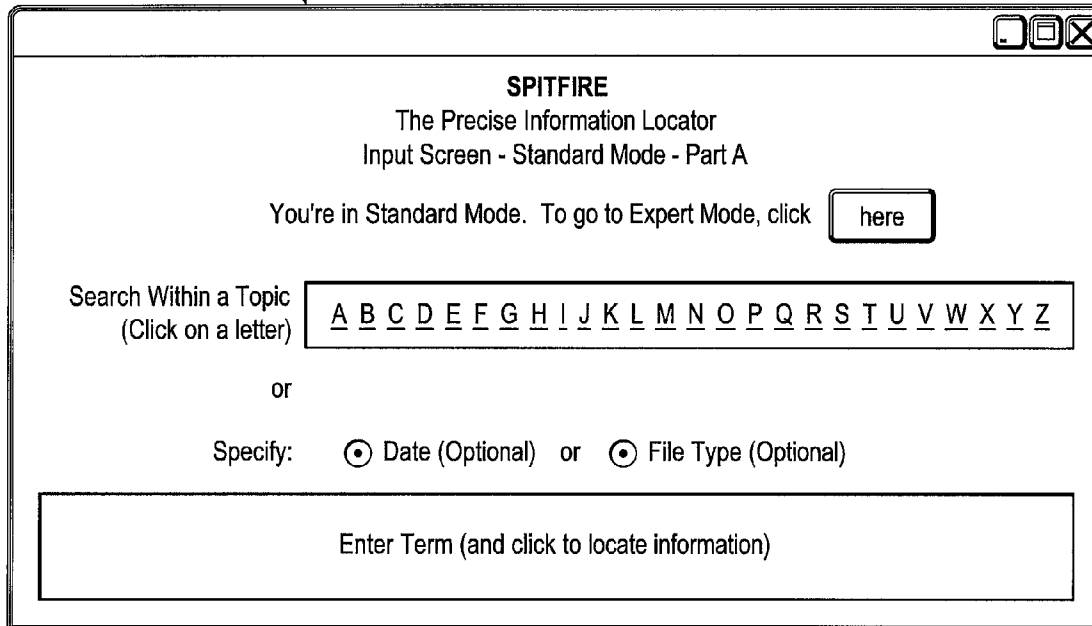 SPITFIRE
The Precise Information Locator
Input Screen - Standard Mode - Part A
You're in Standard Mode. To go to Expert Mode, click here
Search Within a Topic
(Click on a letter)
A B C D E F G H I J K L M N O P Q R S T U V W X Y Z
or
Specify: Date (Optional) or File Type (Optional)
Enter Term (and click to locate information)